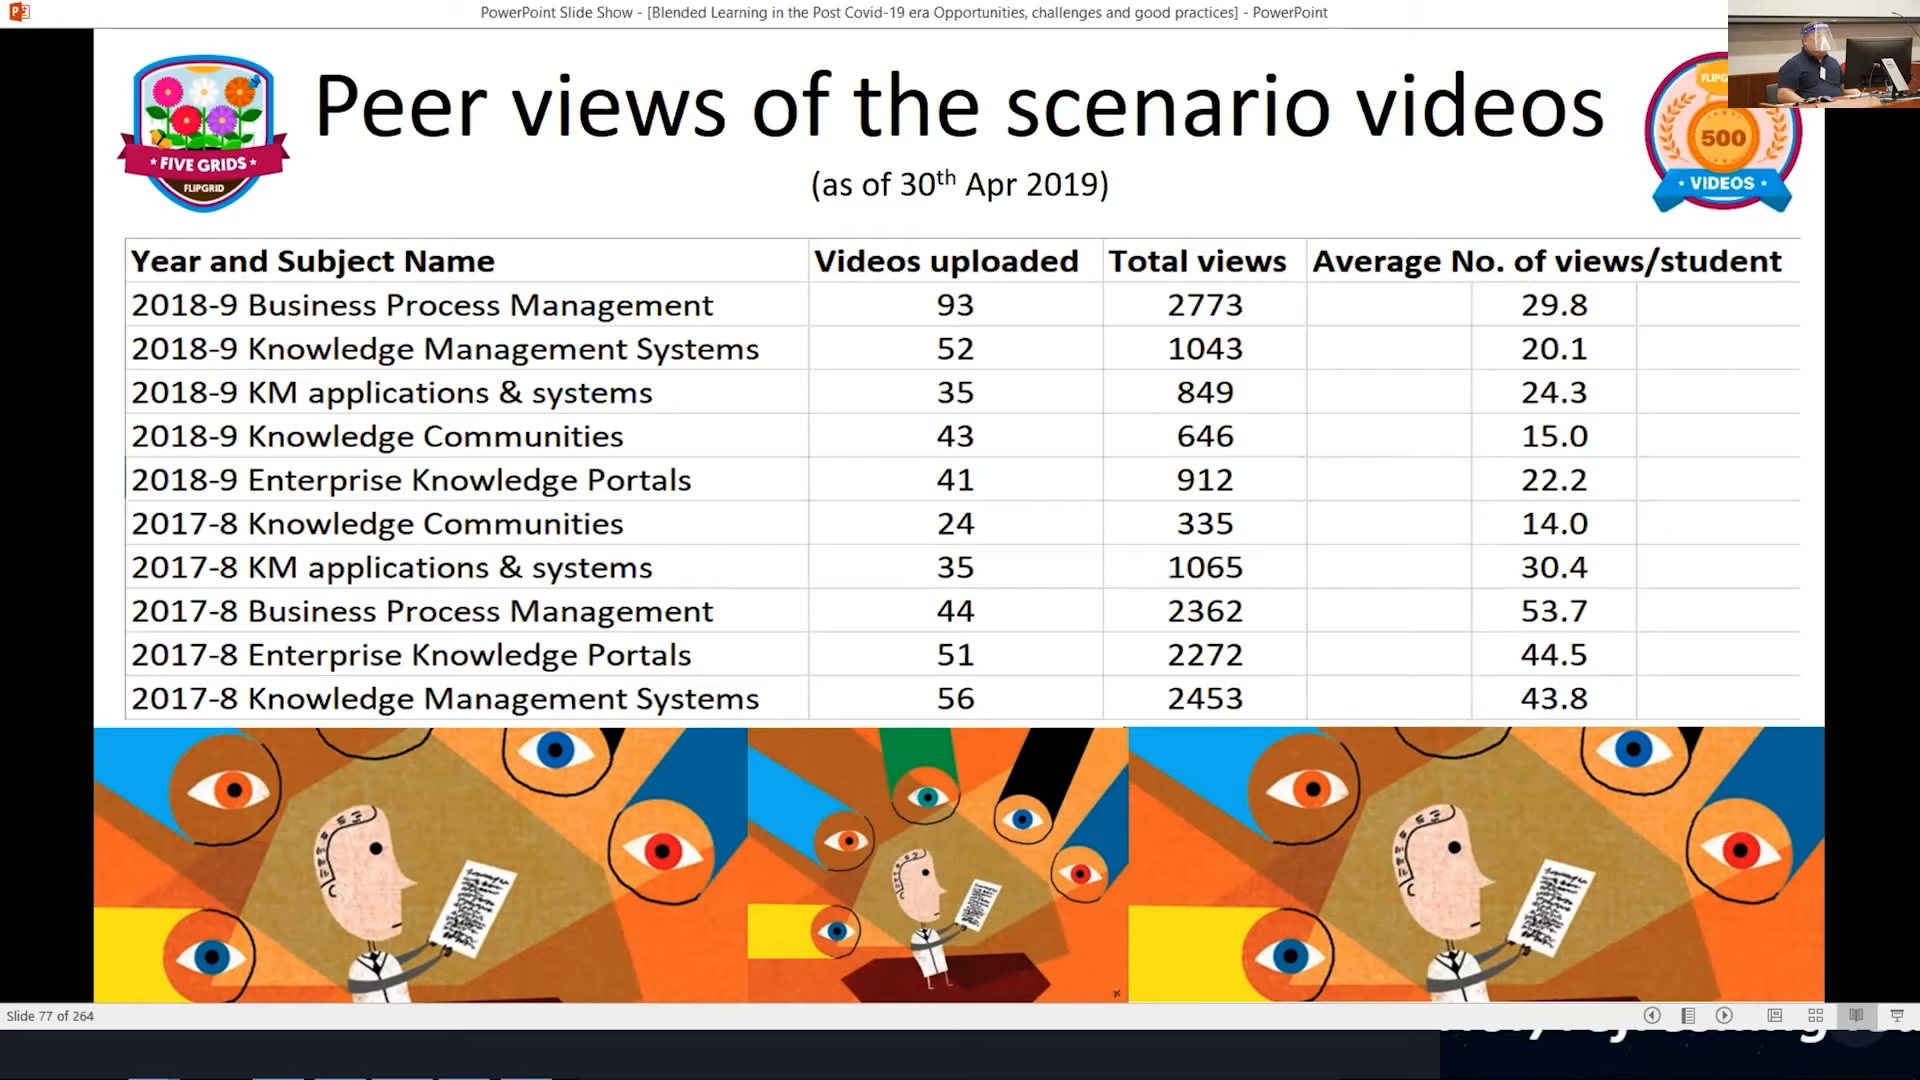 PowerPoint Slide Show - [Blended Learning in the Post Covid-19 era Opportunities, challenges and good practices] - PowerPoint
Peer views of the scenario videos
(as of 30th Apr 2019)
FIVE GRIDS
FLIPGRID
500
VIDEOS
Year and Subject Name Videos uploaded Total views Average No. of views/student
2018-9 Business Process Management 93 2773 29.8
2018-9 Knowledge Management Systems 52 1043 20.1
2018-9 KM applications & systems 35 849 24.3
2018-9 Knowledge Communities 43 646 15.0
2018-9 Enterprise Knowledge Portals 41 912 22.2
2017-8 Knowledge Communities 24 335 14.0
2017-8 KM applications & systems 35 1065 30.4
2017-8 Business Process Management 44 2362 53.7
2017-8 Enterprise Knowledge Portals 51 2272 44.5
2017-8 Knowledge Management Systems 56 2453 43.8
Slide 77 of 264